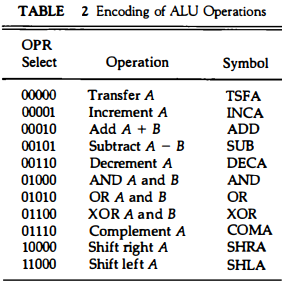 TABLE 2 Encoding of ALU Operations
OPR
Select Operation Symbol
00000 Transfer A TSFA
00001 Increment A INCA
00010 Add A + B ADD
00101 Subtract A − B SUB
00110 Decrement A DECA
01000 AND A and B AND
01010 OR A and B OR
01100 XOR A and B XOR
01110 Complement A COMA
10000 Shift right A SHRA
11000 Shift left A SHLA